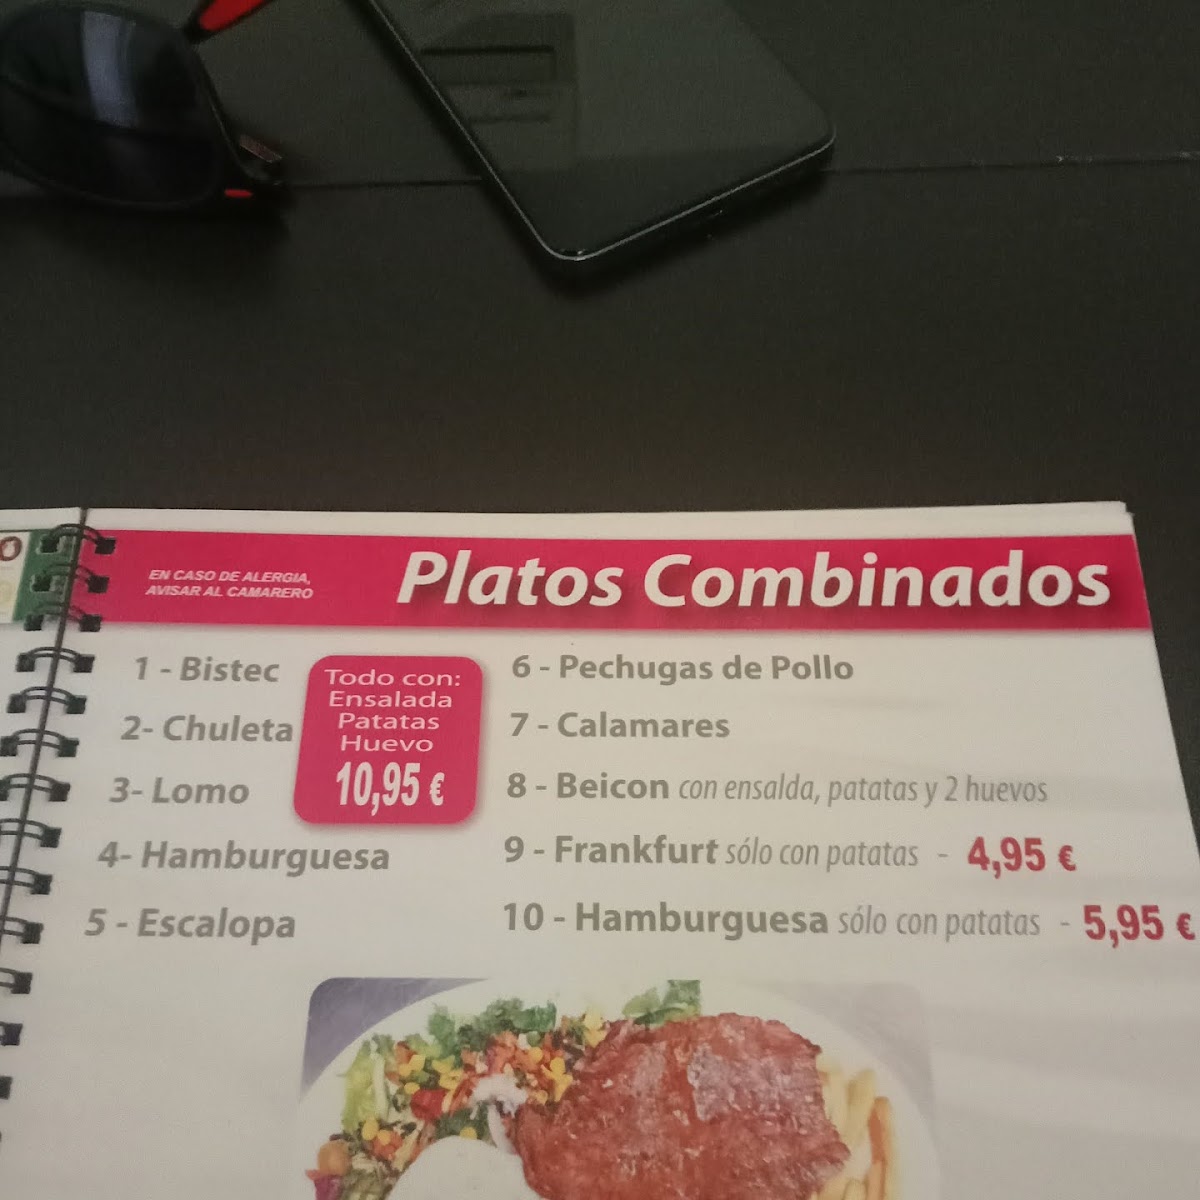 EN CASO DE ALERGIA,
AVISAR AL CAMARERO
Platos Combinados
1 - Bistec
2- Chuleta
3- Lomo
4- Hamburguesa
5 - Escalopa
Todo con:
Ensalada
Patatas
Huevo
10,95 €
6 - Pechugas de Pollo
7 - Calamares
8 - Beicon con ensalda, patatas y 2 huevos
9 - Frankfurt sólo con patatas - 4,95 €
10 - Hamburguesa sólo con patatas - 5,95 €